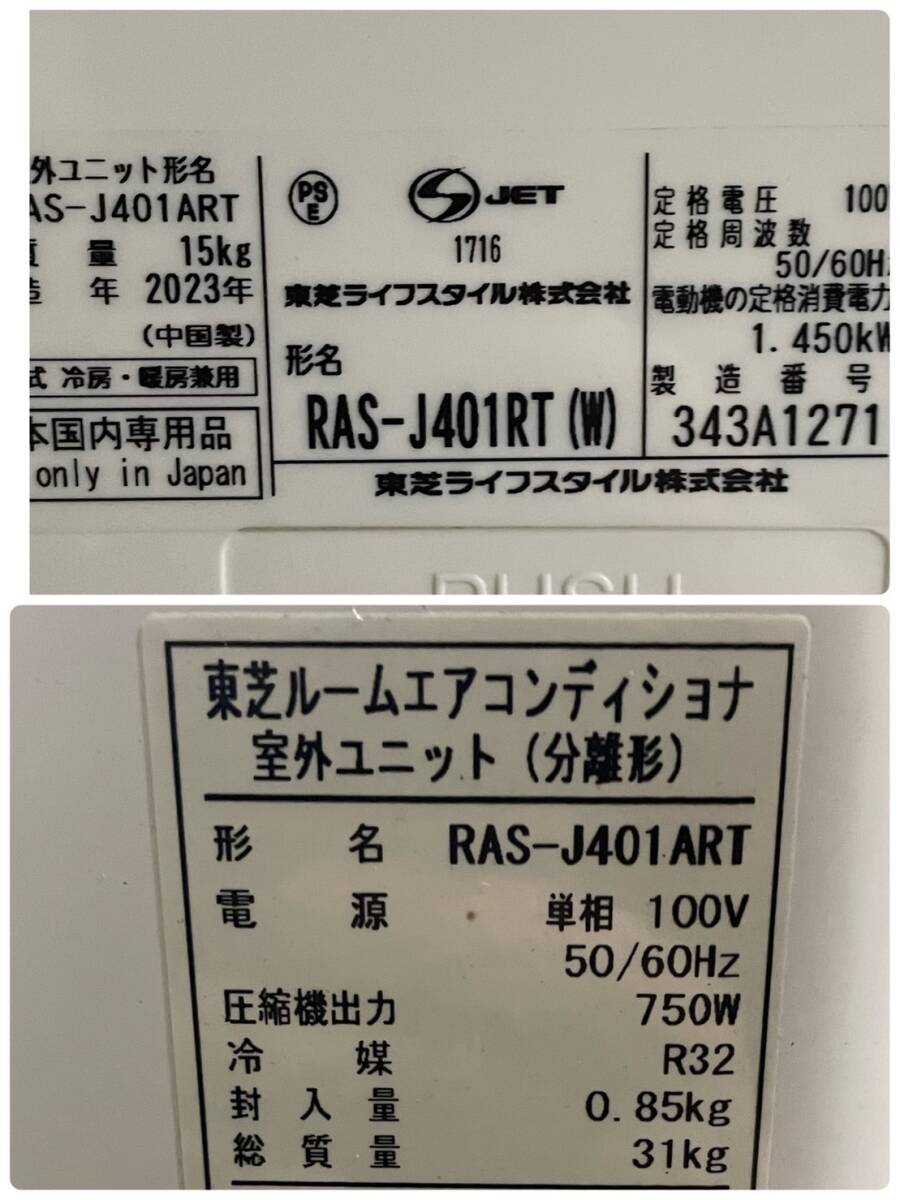 外ユニット形名
AS-J401ART
質量 15kg
造年 2023年
(中国製)
式 冷房・暖房兼用
本国内専用品
only in Japan
PS
E
S JET
1716
東芝ライフスタイル株式会社
形名
RAS-J401RT(W)
定格電圧 100
定格周波数
50/60Hz
電動機の定格消費電力
1.450kW
製造番号
343A1271
東芝ライフスタイル株式会社
PUSH
東芝ルームエアコンディショナ
室外ユニット(分離形)
形名 RAS-J401ART
電源 単相 100V
50/60Hz
圧縮機出力 750W
冷媒 R32
封入量 0.85kg
総質量 31kg